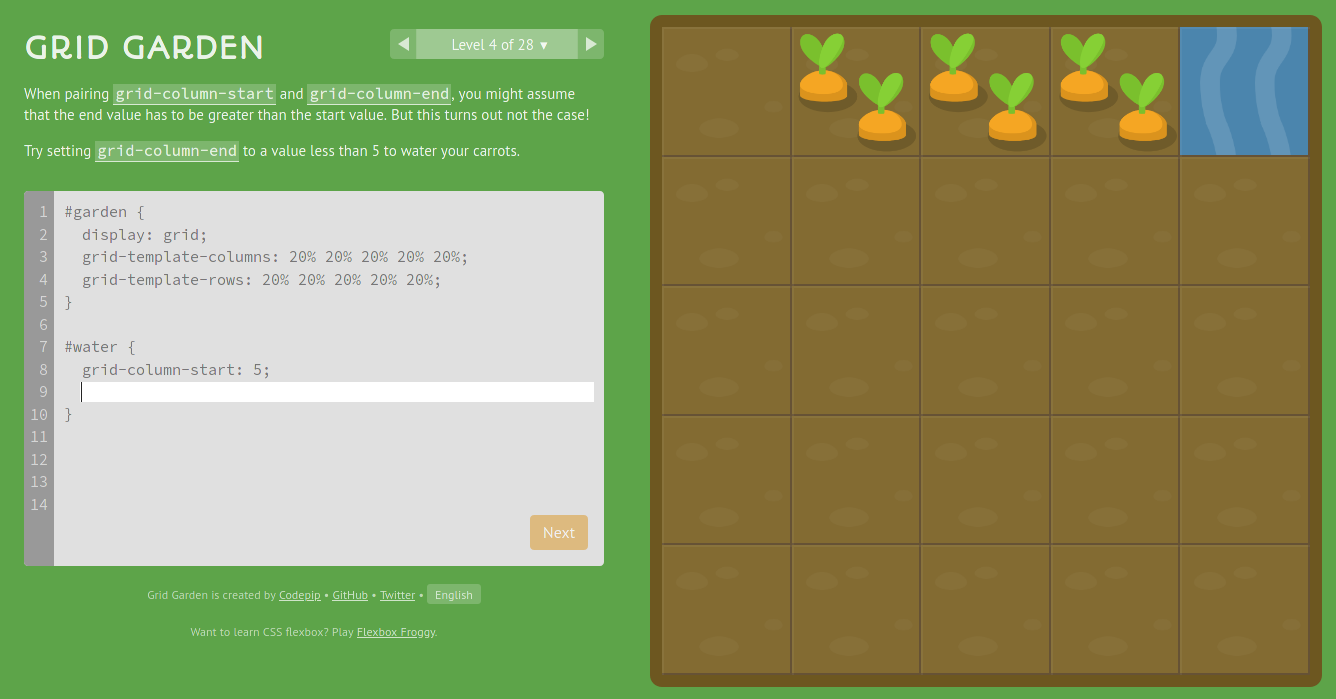 GRID GARDEN
◀ Level 4 of 28 ▼ ▶
When pairing grid-column-start and grid-column-end, you might assume
that the end value has to be greater than the start value. But this turns out not the case!
Try setting grid-column-end to a value less than 5 to water your carrots.
1 #garden {
2 display: grid;
3 grid-template-columns: 20% 20% 20% 20% 20%;
4 grid-template-rows: 20% 20% 20% 20% 20%;
5 }
6
7 #water {
8 grid-column-start: 5;
9
10 }
11
12
13
14
Next
Grid Garden is created by Codepip • GitHub • Twitter • English
Want to learn CSS flexbox? Play Flexbox Froggy.